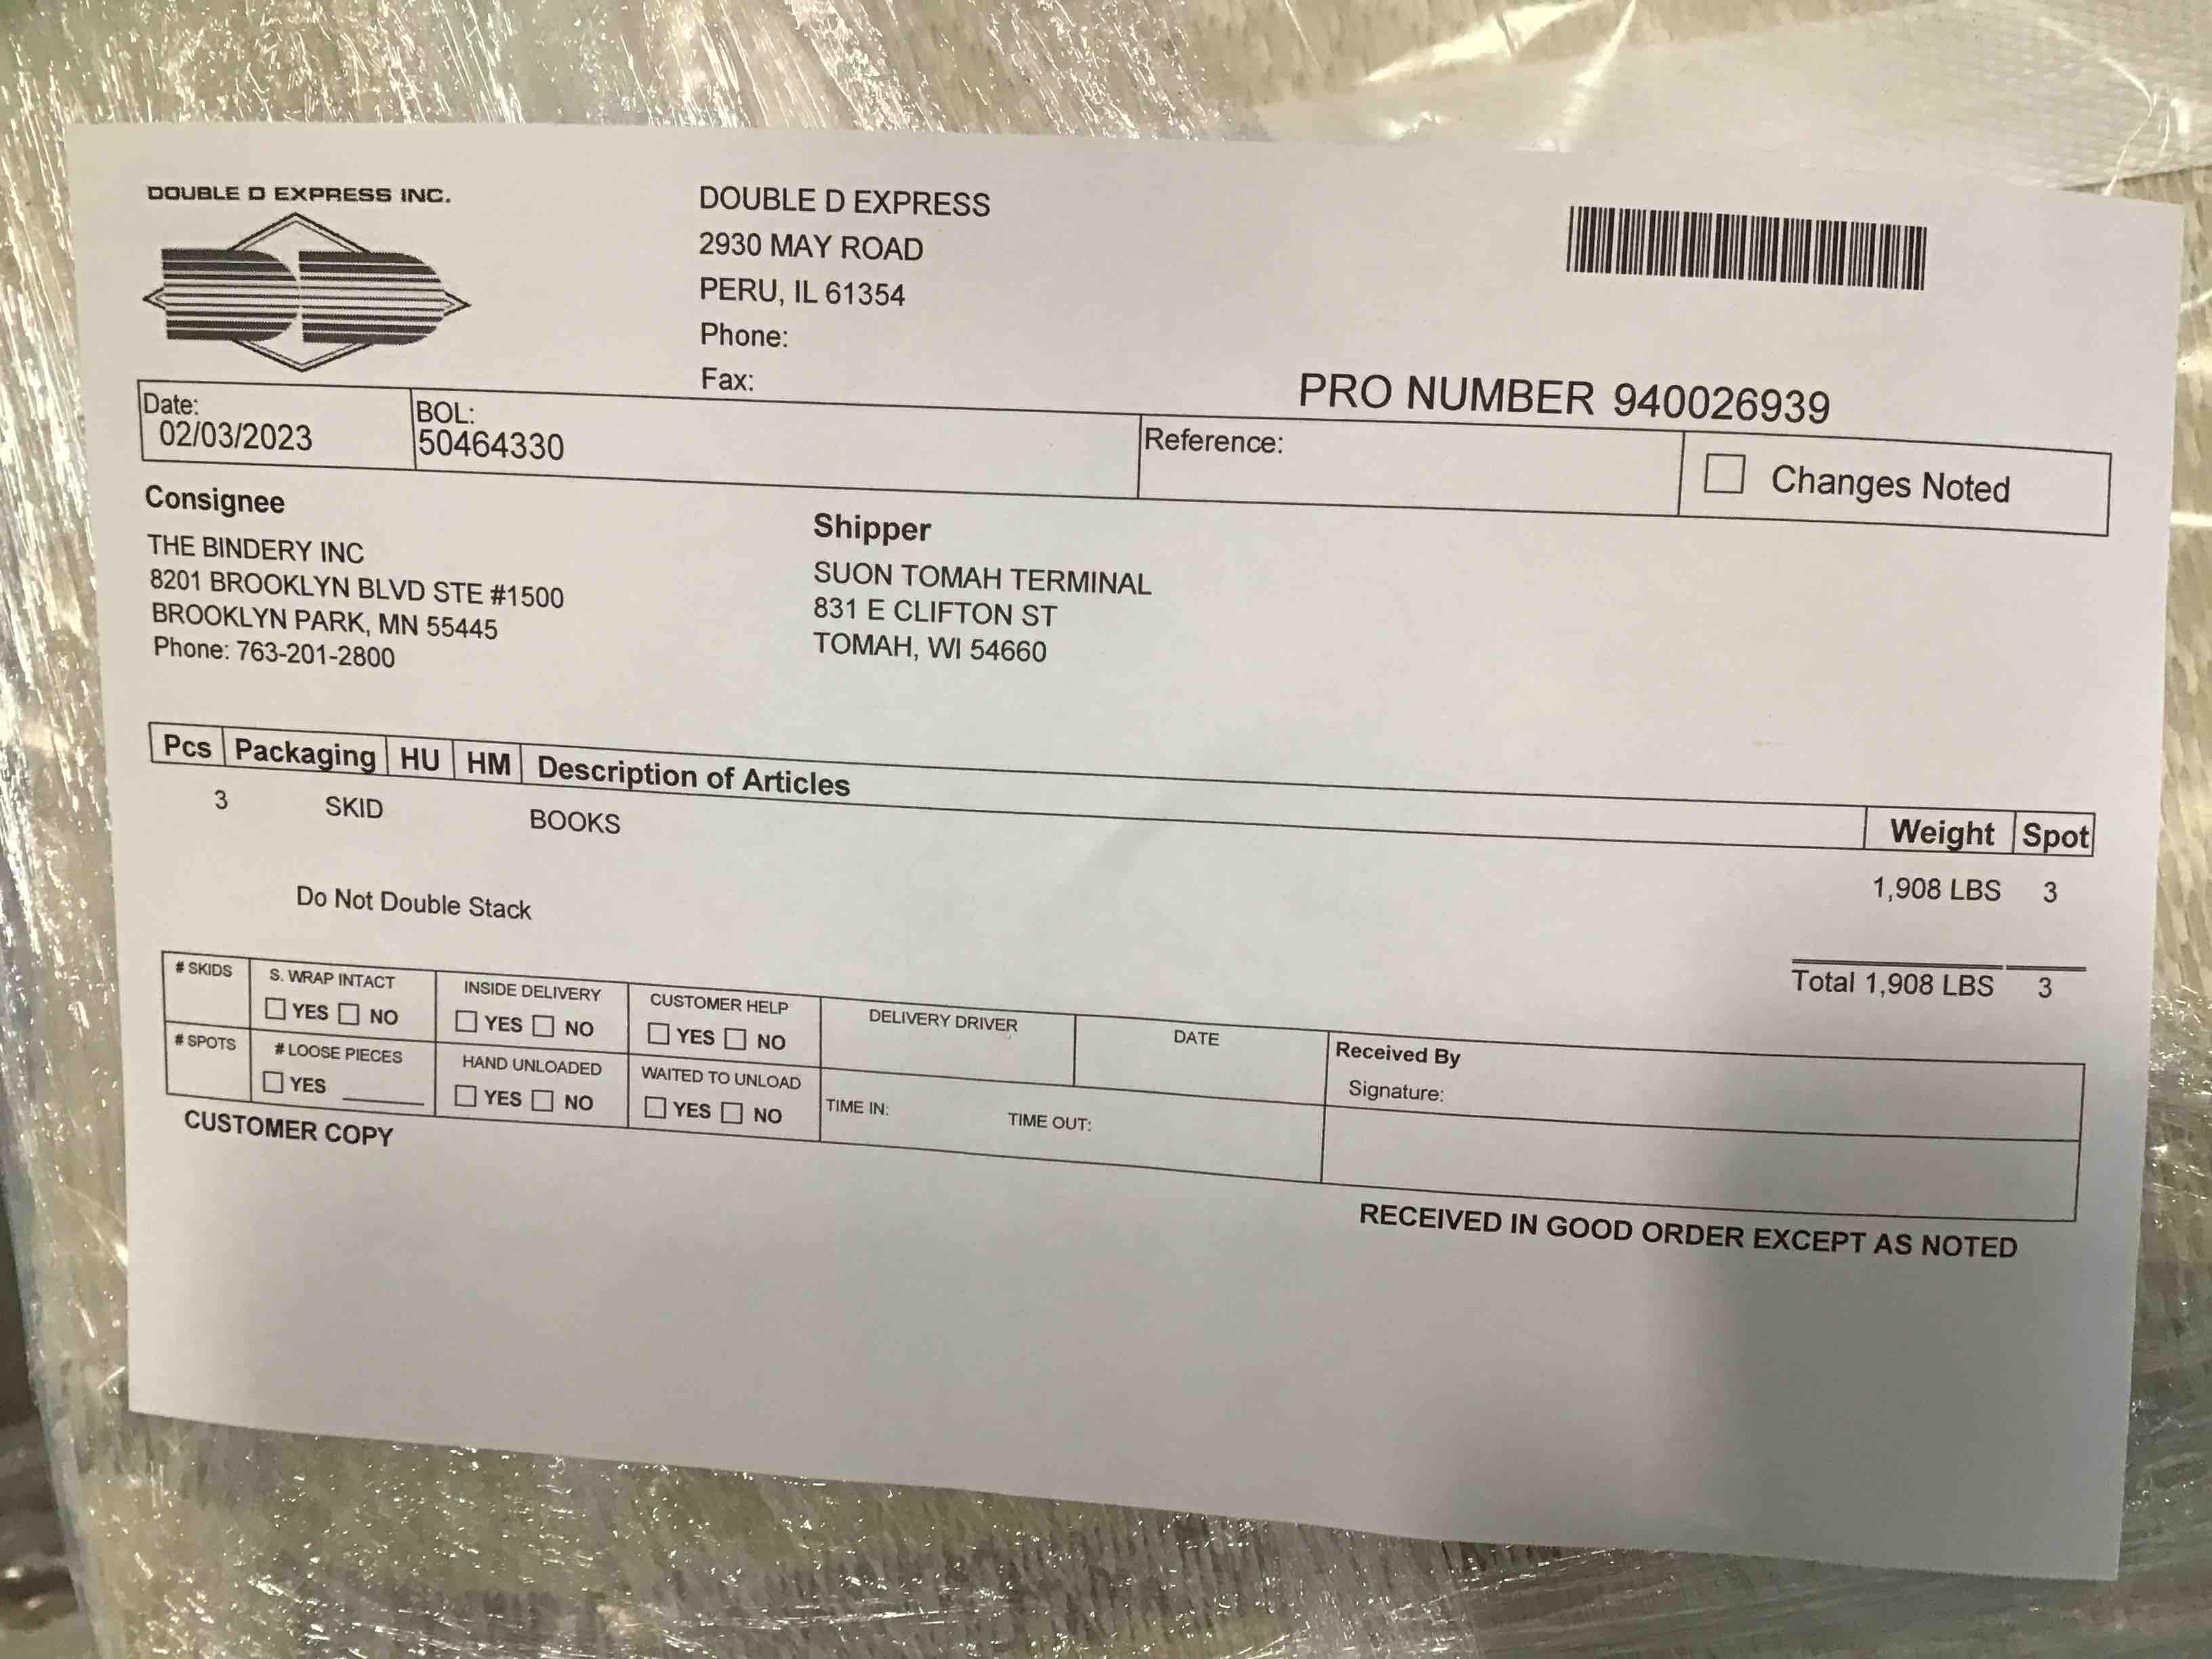 DOUBLE D EXPRESS INC.
DOUBLE D EXPRESS
2930 MAY ROAD
PERU, IL 61354
Phone:
Fax:
PRO NUMBER 940026939
Date:
02/03/2023
BOL:
50464330
Reference:
Changes Noted
Consignee
THE BINDERY INC
8201 BROOKLYN BLVD STE #1500
BROOKLYN PARK, MN 55445
Phone: 763-201-2800
Shipper
SUON TOMAH TERMINAL
831 E CLIFTON ST
TOMAH, WI 54660
Pcs Packaging HU HM Description of Articles Weight Spot
3 SKID BOOKS 1,908 LBS 3
Do Not Double Stack
Total 1,908 LBS 3
# SKIDS
S. WRAP INTACT
YES NO
INSIDE DELIVERY
YES NO
CUSTOMER HELP
YES NO
DELIVERY DRIVER
DATE
Received By
Signature:
# SPOTS
# LOOSE PIECES
YES
HAND UNLOADED
YES NO
WAITED TO UNLOAD
YES NO
TIME IN:
TIME OUT:
CUSTOMER COPY
RECEIVED IN GOOD ORDER EXCEPT AS NOTED